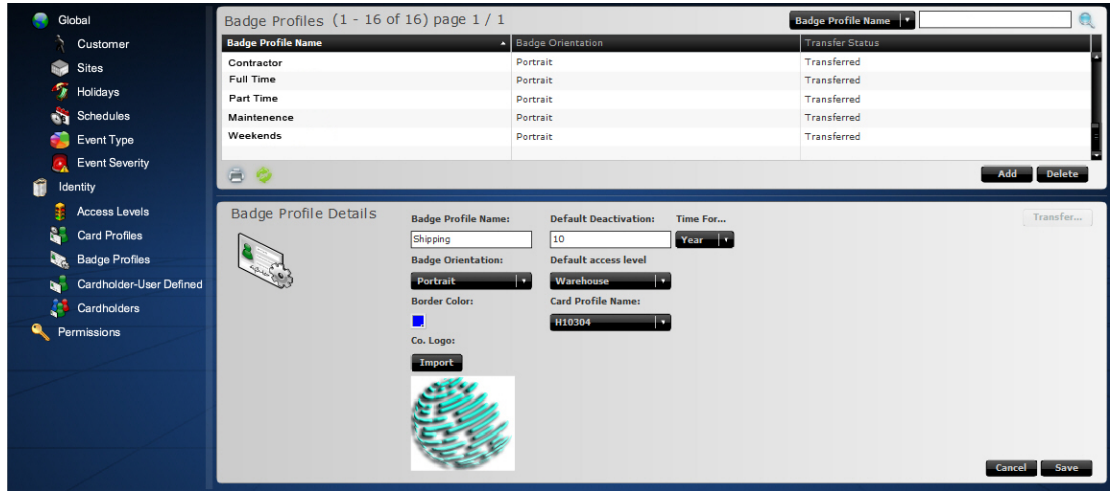 Global
Customer
Sites
Holidays
Schedules
Event Type
Event Severity
Identity
Access Levels
Card Profiles
Badge Profiles
Cardholder-User Defined
Cardholders
Permissions
Badge Profiles (1 - 16 of 16) page 1 / 1
Badge Profile Name
Badge Profile Name Badge Orientation Transfer Status
Contractor Portrait Transferred
Full Time Portrait Transferred
Part Time Portrait Transferred
Maintenence Portrait Transferred
Weekends Portrait Transferred
Add Delete
Badge Profile Details
Transfer...
Badge Profile Name: Default Deactivation: Time For...
Shipping 10 Year
Badge Orientation: Default access level
Portrait Warehouse
Border Color: Card Profile Name:
H10304
Co. Logo:
Import
Cancel Save